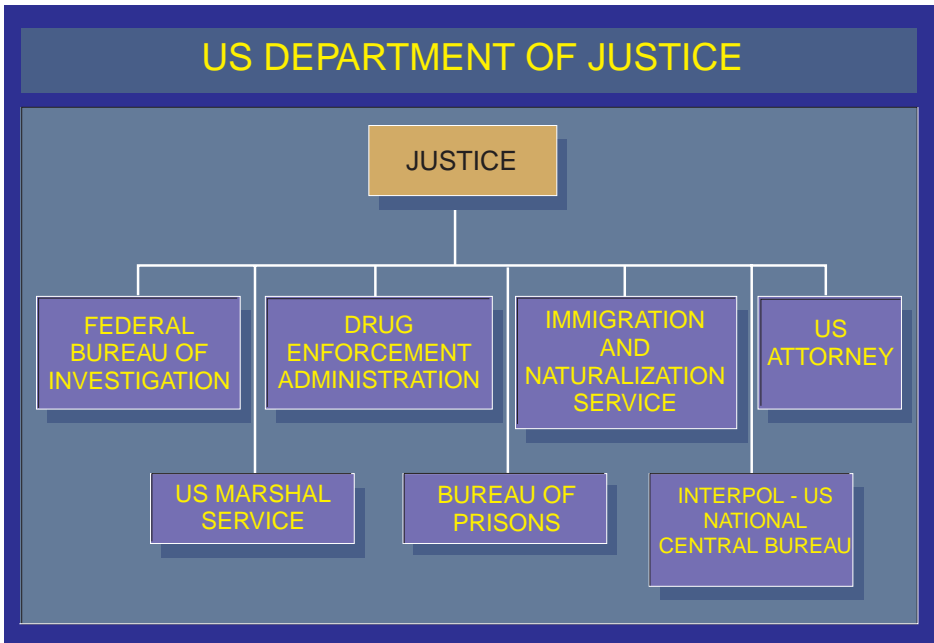 US DEPARTMENT OF JUSTICE
JUSTICE
FEDERAL
BUREAU OF
INVESTIGATION
DRUG
ENFORCEMENT
ADMINISTRATION
IMMIGRATION
AND
NATURALIZATION
SERVICE
US
ATTORNEY
US MARSHAL
SERVICE
BUREAU OF
PRISONS
INTERPOL - US
NATIONAL
CENTRAL BUREAU